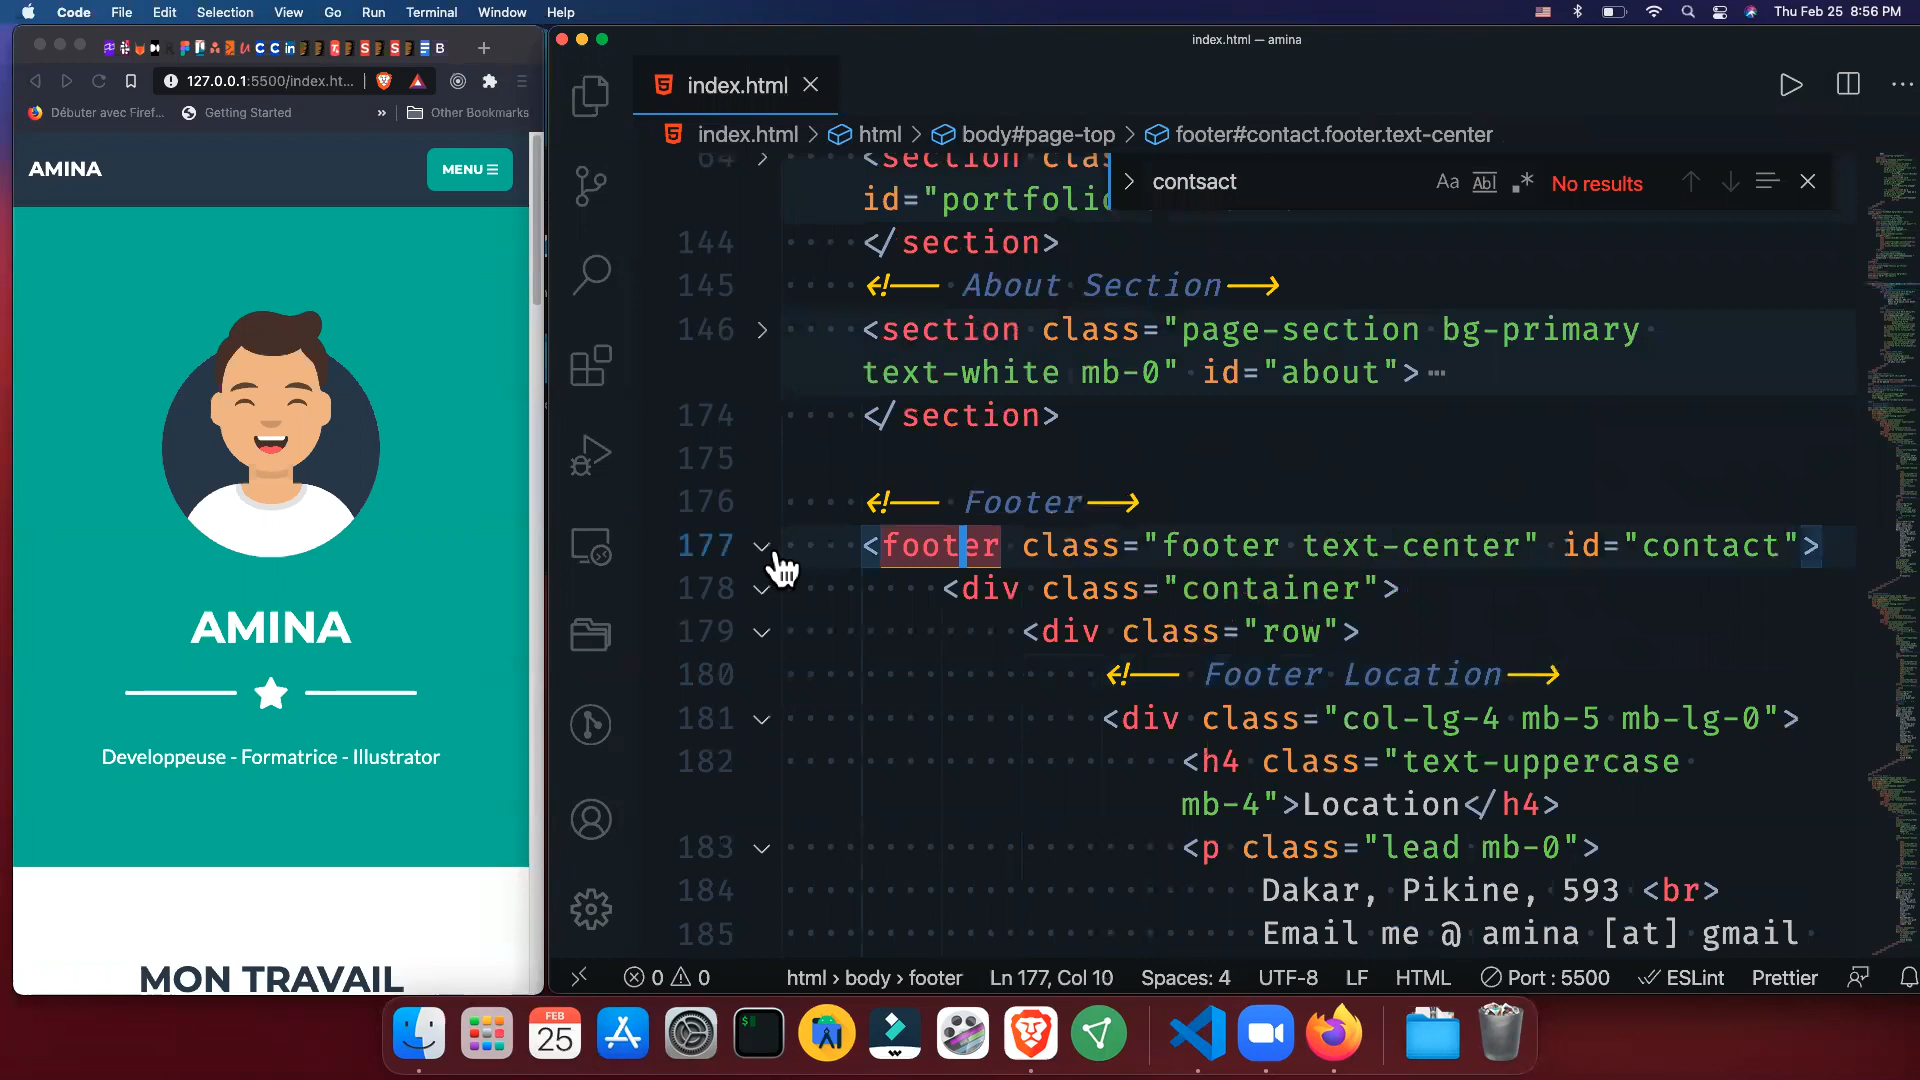 Code File Edit Selection View Go Run Terminal Window Help
Thu Feb 25 8:56 PM
127.0.0.1:5500/index.ht...
Débuter avec Firef... Getting Started » Other Bookmarks
AMINA
MENU
AMINA
Developpeuse - Formatrice - Illustrator
MON TRAVAIL
index.html — amina
index.html
index.html > html > body#page-top > footer#contact.footer.text-center
contsact
Aa Abl .* No results
64 <section clas
id="portfolio
144 </section>
145 <!-- About Section-->
146 <section class="page-section bg-primary
text-white mb-0" id="about">…
174 </section>
175
176 <!-- Footer-->
177 <footer class="footer text-center" id="contact">
178 <div class="container">
179 <div class="row">
180 <!-- Footer Location-->
181 <div class="col-lg-4 mb-5 mb-lg-0">
182 <h4 class="text-uppercase
mb-4">Location</h4>
183 <p class="lead mb-0">
184 Dakar, Pikine, 593 <br>
185 Email me @ amina [at] gmail
0 0 html > body > footer Ln 177, Col 10 Spaces: 4 UTF-8 LF HTML Port : 5500 ESLint Prettier
FEB
25